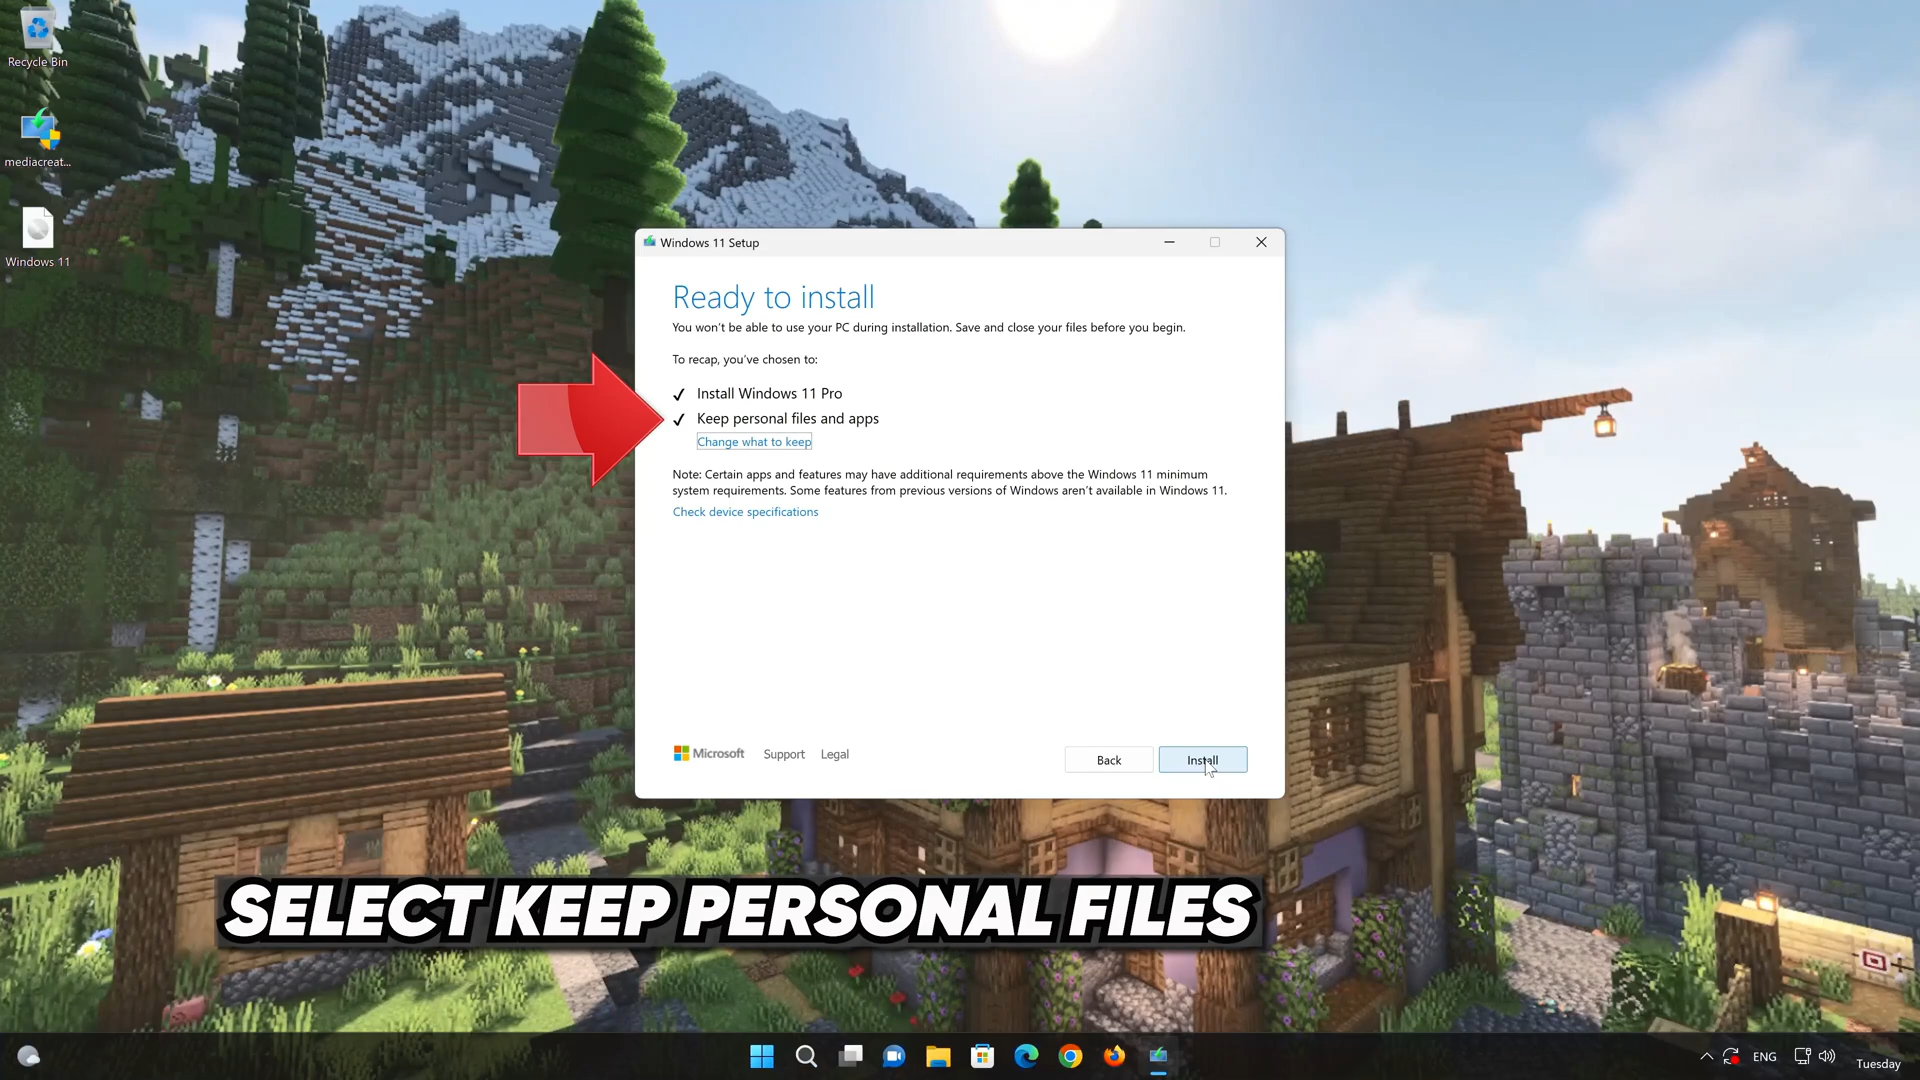 Recycle Bin
mediacreat...
Windows 11
Windows 11 Setup
Ready to install
You won't be able to use your PC during installation. Save and close your files before you begin.
To recap, you've chosen to:
Install Windows 11 Pro
Keep personal files and apps
Change what to keep
Note: Certain apps and features may have additional requirements above the Windows 11 minimum
system requirements. Some features from previous versions of Windows aren't available in Windows 11.
Check device specifications
Microsoft Support Legal
Back Install
SELECT KEEP PERSONAL FILES
ENG
Tuesday